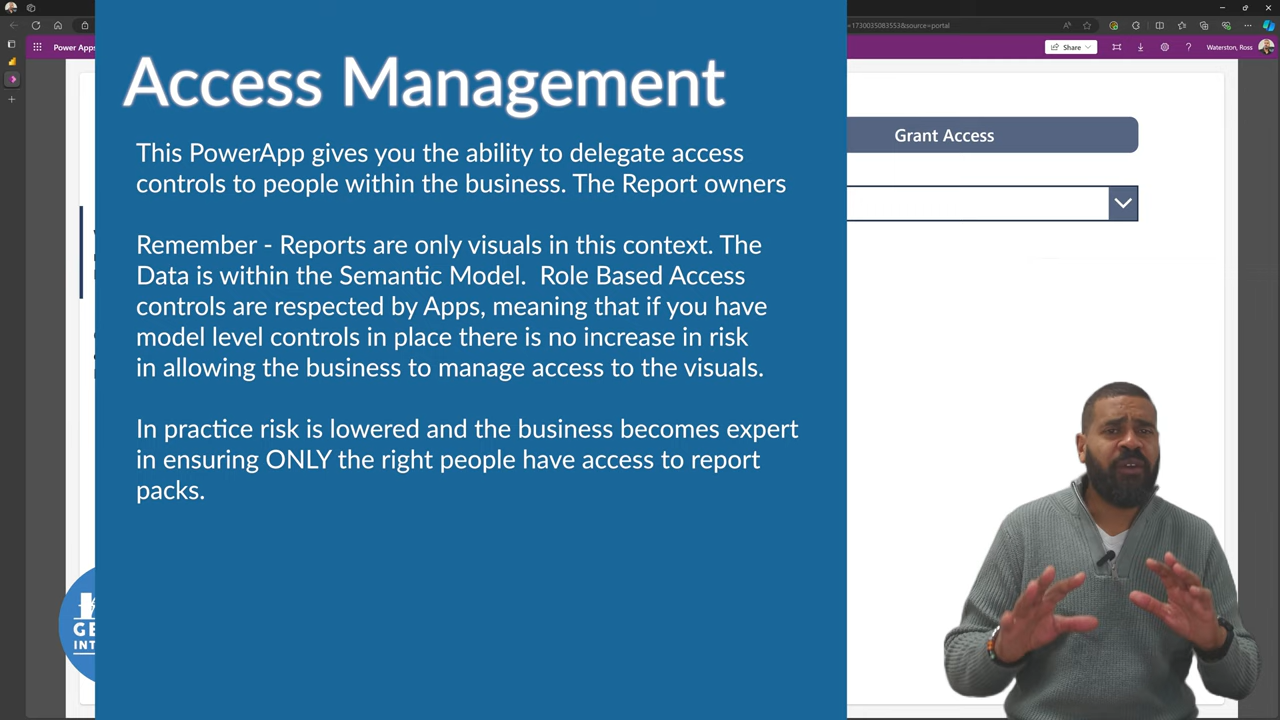 =1730035083553&source=portal
Power Apps
Share
Waterston, Ross
Access Management
This PowerApp gives you the ability to delegate access
controls to people within the business. The Report owners
Remember - Reports are only visuals in this context. The
Data is within the Semantic Model.  Role Based Access
controls are respected by Apps, meaning that if you have
model level controls in place there is no increase in risk
in allowing the business to manage access to the visuals.
In practice risk is lowered and the business becomes expert
in ensuring ONLY the right people have access to report
packs.
Grant Access
GE
INT